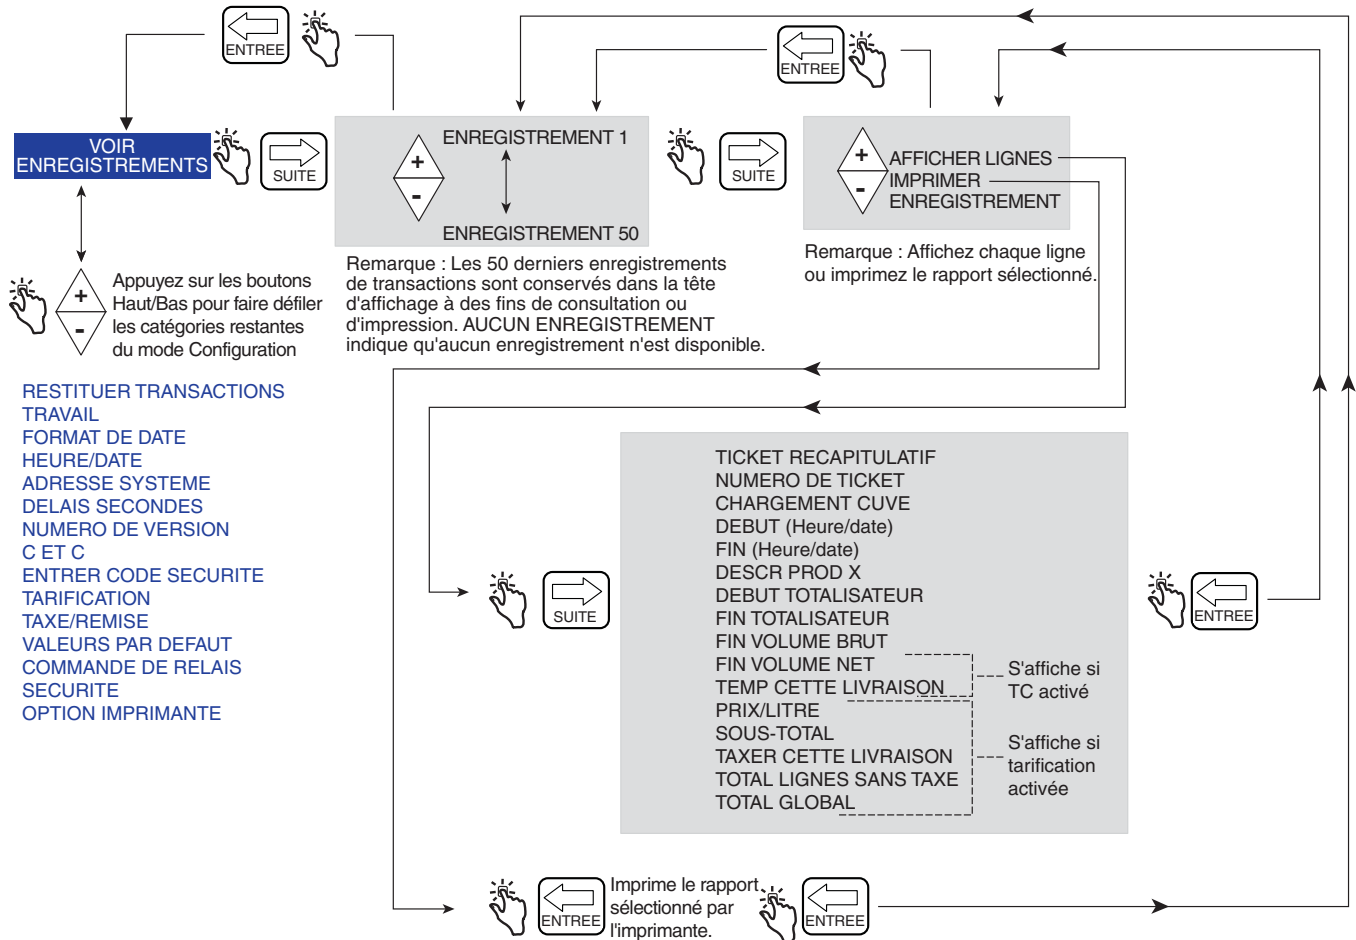 ENTREE
ENTREE
VOIR
ENREGISTREMENTS
SUITE
+
-
ENREGISTREMENT 1
ENREGISTREMENT 50
SUITE
+
-
AFFICHER LIGNES
IMPRIMER
ENREGISTREMENT
Remarque : Les 50 derniers enregistrements
de transactions sont conservés dans la tête
d'affichage à des fins de consultation ou
d'impression. AUCUN ENREGISTREMENT
indique qu'aucun enregistrement n'est disponible.
Remarque : Affichez chaque ligne
ou imprimez le rapport sélectionné.
+
-
Appuyez sur les boutons
Haut/Bas pour faire défiler
les catégories restantes
du mode Configuration
RESTITUER TRANSACTIONS
TRAVAIL
FORMAT DE DATE
HEURE/DATE
ADRESSE SYSTEME
DELAIS SECONDES
NUMERO DE VERSION
C ET C
ENTRER CODE SECURITE
TARIFICATION
TAXE/REMISE
VALEURS PAR DEFAUT
COMMANDE DE RELAIS
SECURITE
OPTION IMPRIMANTE
SUITE
TICKET RECAPITULATIF
NUMERO DE TICKET
CHARGEMENT CUVE
DEBUT (Heure/date)
FIN (Heure/date)
DESCR PROD X
DEBUT TOTALISATEUR
FIN TOTALISATEUR
FIN VOLUME BRUT
FIN VOLUME NET
TEMP CETTE LIVRAISON
PRIX/LITRE
SOUS-TOTAL
TAXER CETTE LIVRAISON
TOTAL LIGNES SANS TAXE
TOTAL GLOBAL
S'affiche si
TC activé
S'affiche si
tarification
activée
ENTREE
ENTREE
Imprime le rapport
sélectionné par
l'imprimante.
ENTREE